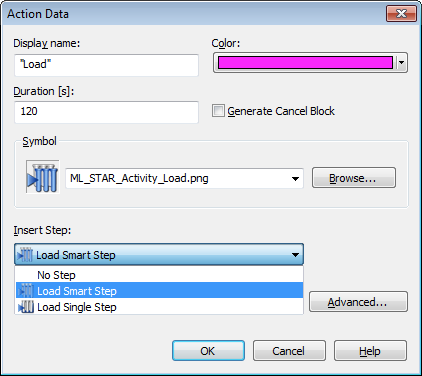 Action Data
Display name:
Color:
"Load"
Duration [s]:
120
Generate Cancel Block
Symbol
ML_STAR_Activity_Load.png
Browse...
Insert Step:
Load Smart Step
No Step
Load Smart Step
Load Single Step
Advanced...
OK
Cancel
Help